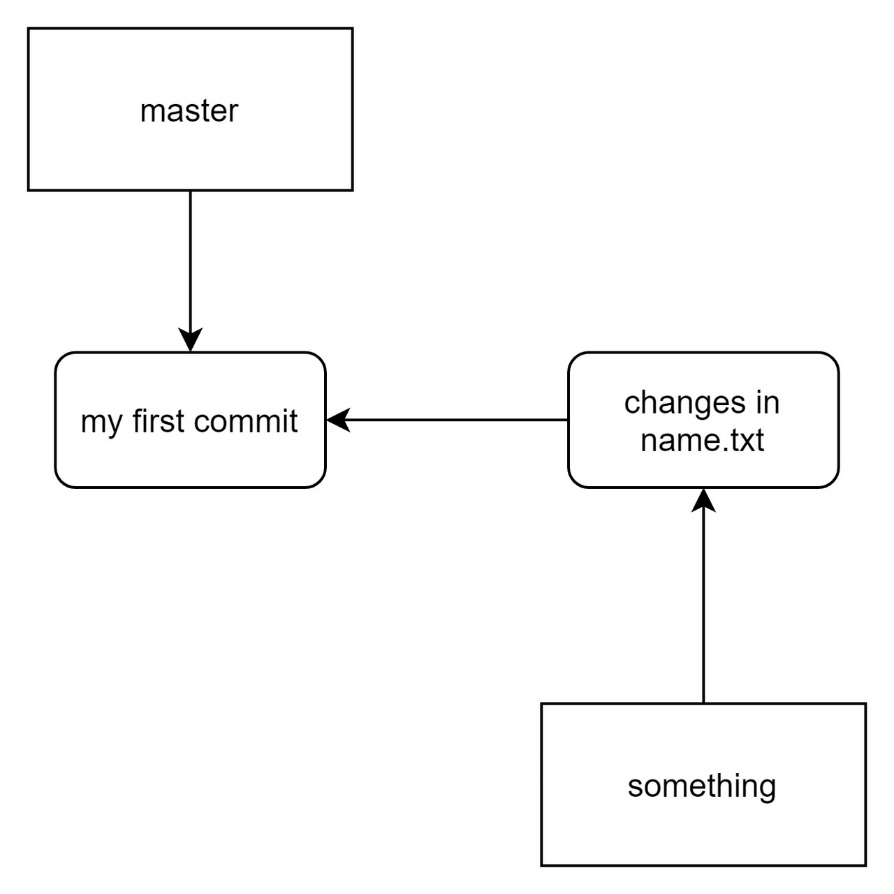 master
my first commit
changes in
name.txt
something